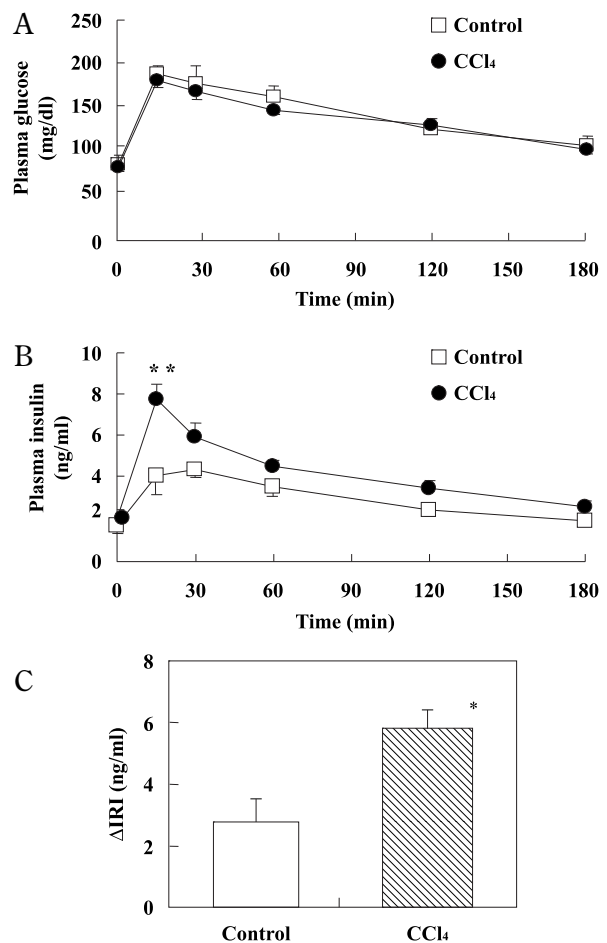 A
250
200
150
100
50
0
Plasma glucose
(mg/dl)
Control
CCl₄
0 30 60 90 120 150 180
Time (min)
B
10
8
6
4
2
0
Plasma insulin
(ng/ml)
* *
Control
CCl₄
0 30 60 90 120 150 180
Time (min)
C
8
6
4
2
0
ΔIRI (ng/ml)
*
Control CCl₄